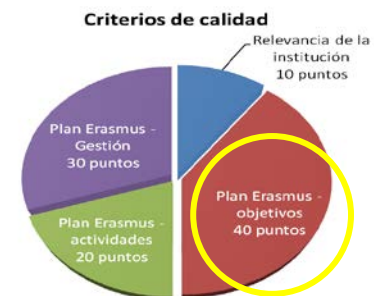 Criterios de calidad
Relevancia de la
institución
10 puntos
Plan Erasmus -
Gestión
30 puntos
Plan Erasmus -
objetivos
40 puntos
Plan Erasmus -
actividades
20 puntos